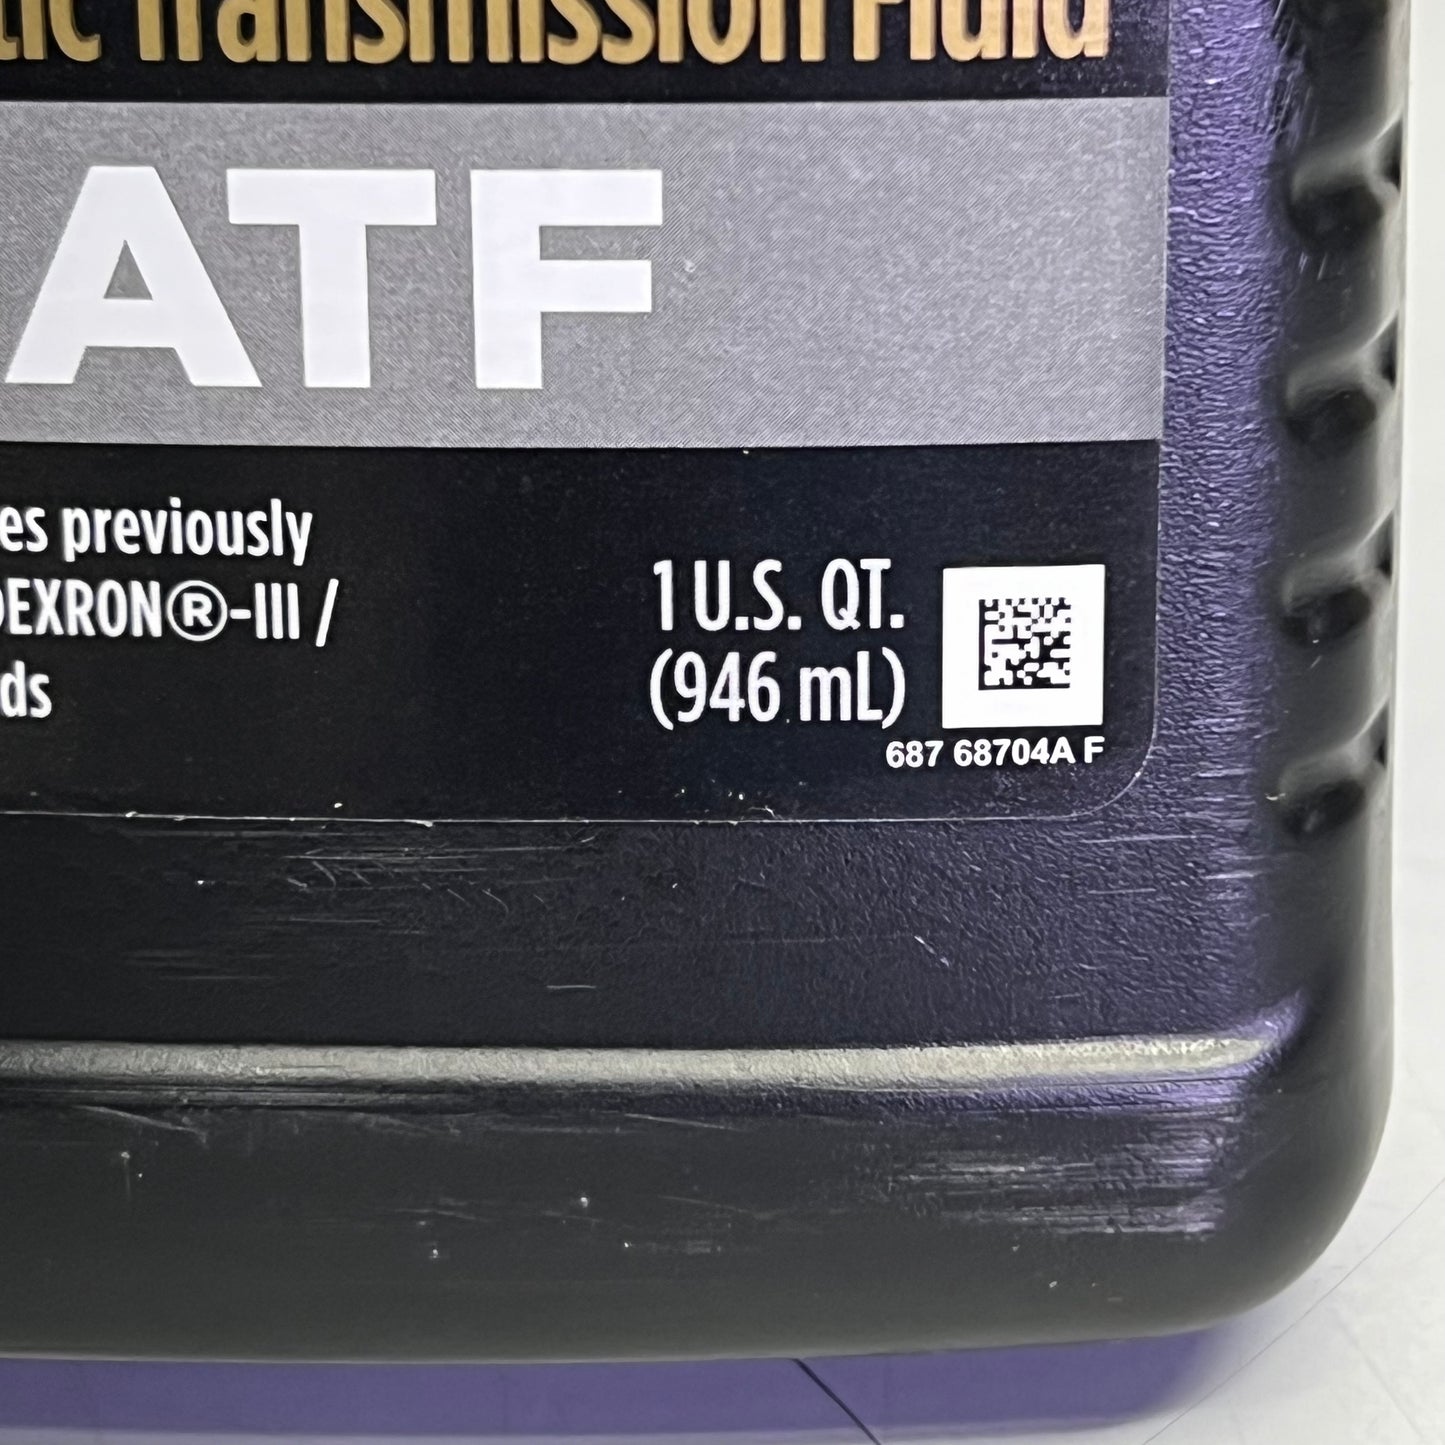 tic Transmission Fluid
ATF
es previously
DEXRON®-III /
ds
1 U.S. QT.
(946 mL)
687 68704A F